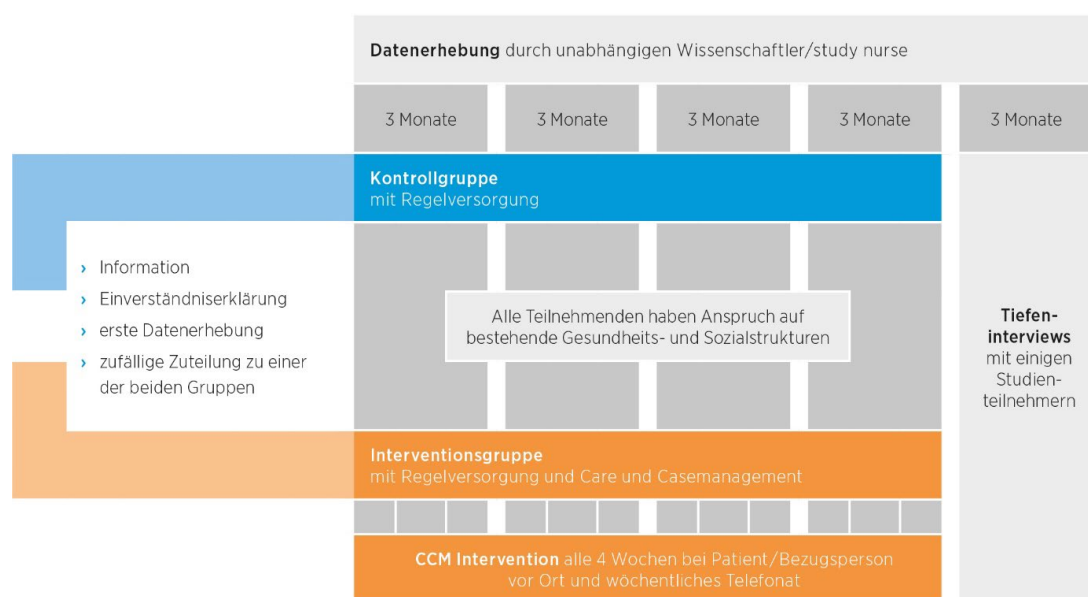 Datenerhebung durch unabhängigen Wissenschaftler/study nurse
3 Monate
3 Monate
3 Monate
3 Monate
3 Monate
Kontrollgruppe
mit Regelversorgung
› Information
› Einverständniserklärung
› erste Datenerhebung
› zufällige Zuteilung zu einer
der beiden Gruppen
Alle Teilnehmenden haben Anspruch auf
bestehende Gesundheits- und Sozialstrukturen
Tiefen-
interviews
mit einigen
Studien-
teilnehmern
Interventionsgruppe
mit Regelversorgung und Care und Casemanagement
CCM Intervention alle 4 Wochen bei Patient/Bezugsperson
vor Ort und wöchentliches Telefonat